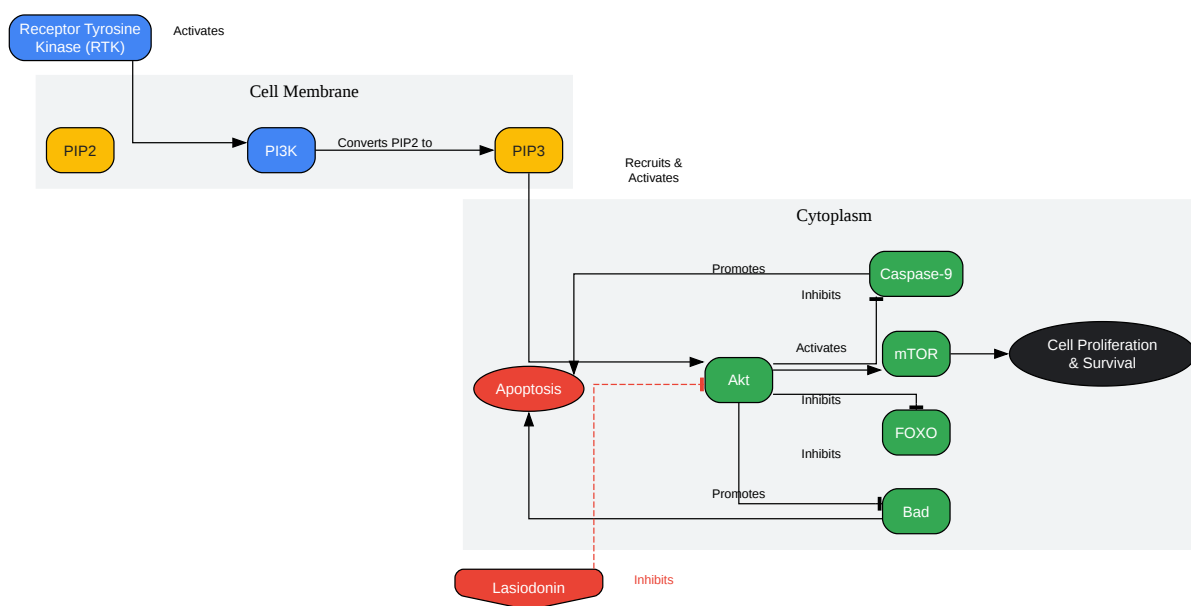 Receptor Tyrosine
Kinase (RTK)
Activates
Cell Membrane
PIP2
PI3K
Converts PIP2 to
PIP3
Recruits &
Activates
Cytoplasm
Promotes
Caspase-9
Inhibits
Activates
mTOR
Cell Proliferation
& Survival
Apoptosis
Akt
Inhibits
FOXO
Inhibits
Promotes
Bad
Lasiodonin
Inhibits